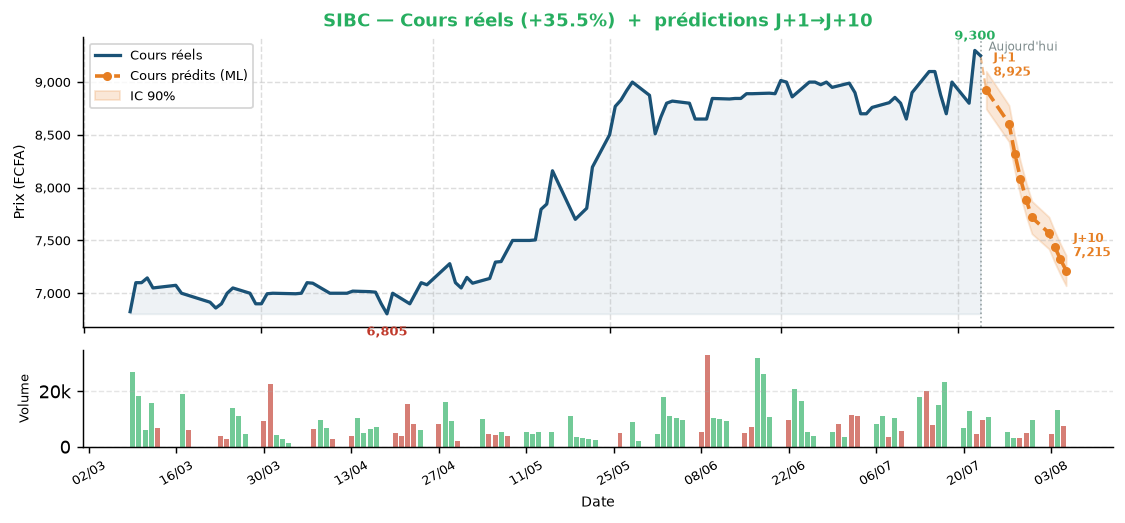 SIBC — Cours réels (+35.5%)  +  prédictions J+1→J+10
Cours réels
Cours prédits (ML)
IC 90%
9,300
Aujourd'hui
J+1
8,925
J+10
7,215
6,805
Prix (FCFA)
9,000
8,500
8,000
7,500
7,000
Volume
20k
0
02/03 16/03 30/03 13/04 27/04 11/05 25/05 08/06 22/06 06/07 20/07 03/08
Date